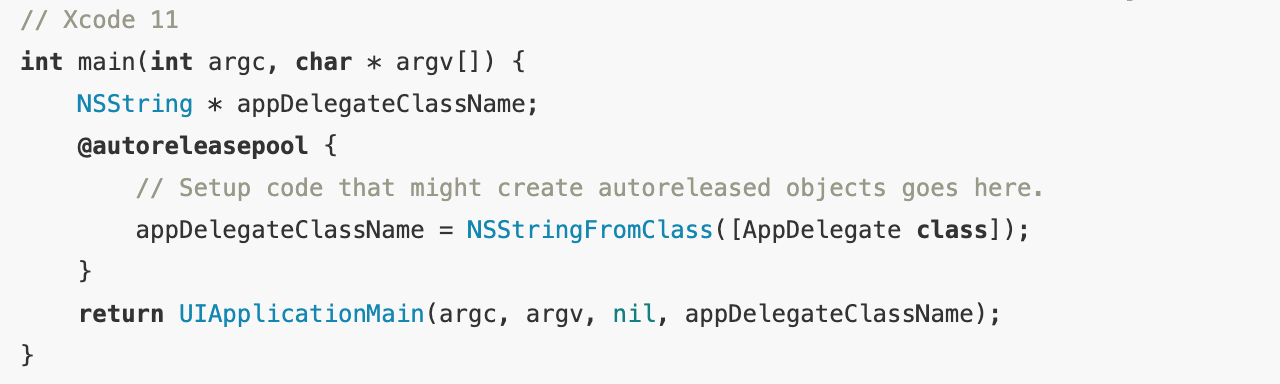 // Xcode 11
int main(int argc, char * argv[]) {
    NSString * appDelegateClassName;
    @autoreleasepool {
        // Setup code that might create autoreleased objects goes here.
        appDelegateClassName = NSStringFromClass([AppDelegate class]);
    }
    return UIApplicationMain(argc, argv, nil, appDelegateClassName);
}